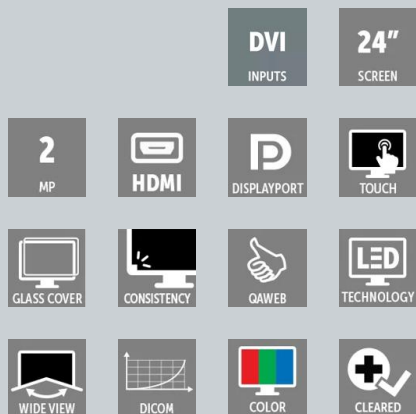 DVI
INPUTS
24"
SCREEN
2
MP
HDMI
DISPLAYPORT
TOUCH
GLASS COVER
CONSISTENCY
QAWEB
LED
TECHNOLOGY
WIDE VIEW
DICOM
COLOR
CLEARED